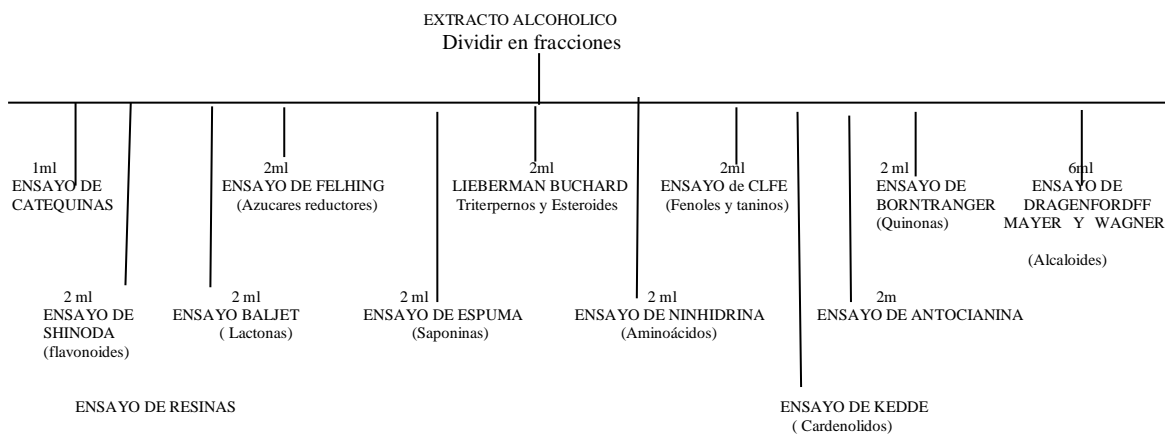 EXTRACTO ALCOHOLICO
Dividir en fracciones
1ml
ENSAYO DE
CATEQUINAS
2ml
ENSAYO DE FELHING
(Azucares reductores)
2ml
LIEBERMAN BUCHARD
Triterpernos y Esteroides
2ml
ENSAYO de CLFE
(Fenoles y taninos)
2 ml
ENSAYO DE
BORNTRANGER
(Quinonas)
6ml
ENSAYO DE
DRAGENFORDFF
MAYER Y WAGNER
(Alcaloides)
2 ml
ENSAYO DE
SHINODA
(flavonoides)
2 ml
ENSAYO BALJET
( Lactonas)
2 ml
ENSAYO DE ESPUMA
(Saponinas)
2 ml
ENSAYO DE NINHIDRINA
(Aminoácidos)
2m
ENSAYO DE ANTOCIANINA
ENSAYO DE RESINAS
ENSAYO DE KEDDE
( Cardenolidos)